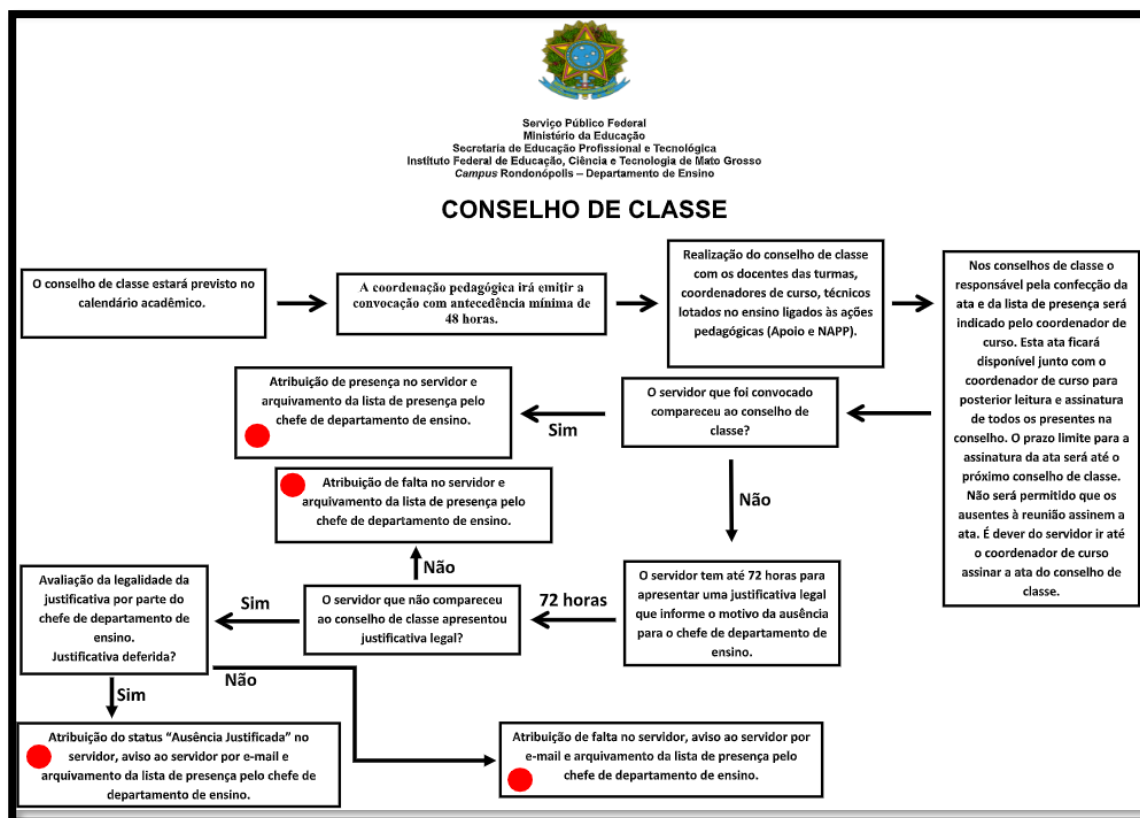 Serviço Público Federal
Ministério da Educação
Secretaria de Educação Profissional e Tecnológica
Instituto Federal de Educação, Ciência e Tecnologia de Mato Grosso
Campus Rondonópolis – Departamento de Ensino
CONSELHO DE CLASSE
O conselho de classe estará previsto no
calendário acadêmico.
A coordenação pedagógica irá emitir a
convocação com antecedência mínima de
48 horas.
Realização do conselho de classe
com os docentes das turmas,
coordenadores de curso, técnicos
lotados no ensino ligados às ações
pedagógicas (Apoio e NAPP).
Nos conselhos de classe o
responsável pela confecção da
ata e da lista de presença será
indicado pelo coordenador de
curso. Esta ata ficará
disponível junto com o
coordenador de curso para
posterior leitura e assinatura
de todos os presentes na
conselho. O prazo limite para a
assinatura da ata será até o
próximo conselho de classe.
Não será permitido que os
ausentes à reunião assinem a
ata. É dever do servidor ir até
o coordenador de curso
assinar a ata do conselho de
classe.
O servidor que foi convocado
compareceu ao conselho de
classe?
Sim
Atribuição de presença no servidor e
arquivamento da lista de presença pelo
chefe de departamento de ensino.
Não
O servidor tem até 72 horas para
apresentar uma justificativa legal
que informe o motivo da ausência
para o chefe de departamento de
ensino.
72 horas
O servidor que não compareceu
ao conselho de classe apresentou
justificativa legal?
Não
Atribuição de falta no servidor e
arquivamento da lista de presença pelo
chefe de departamento de ensino.
Sim
Avaliação da legalidade da
justificativa por parte do
chefe de departamento de
ensino.
Justificativa deferida?
Sim
Atribuição do status “Ausência Justificada” no
servidor, aviso ao servidor por e-mail e
arquivamento da lista de presença pelo chefe de
departamento de ensino.
Não
Atribuição de falta no servidor, aviso ao servidor por
e-mail e arquivamento da lista de presença pelo
chefe de departamento de ensino.